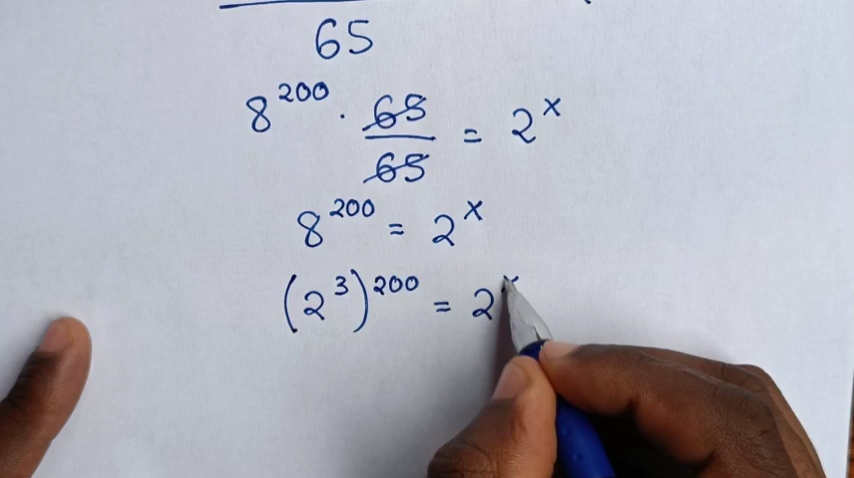 65
8^200 · 65/65 = 2^x
8^200 = 2^x
(2^3)^200 = 2^x